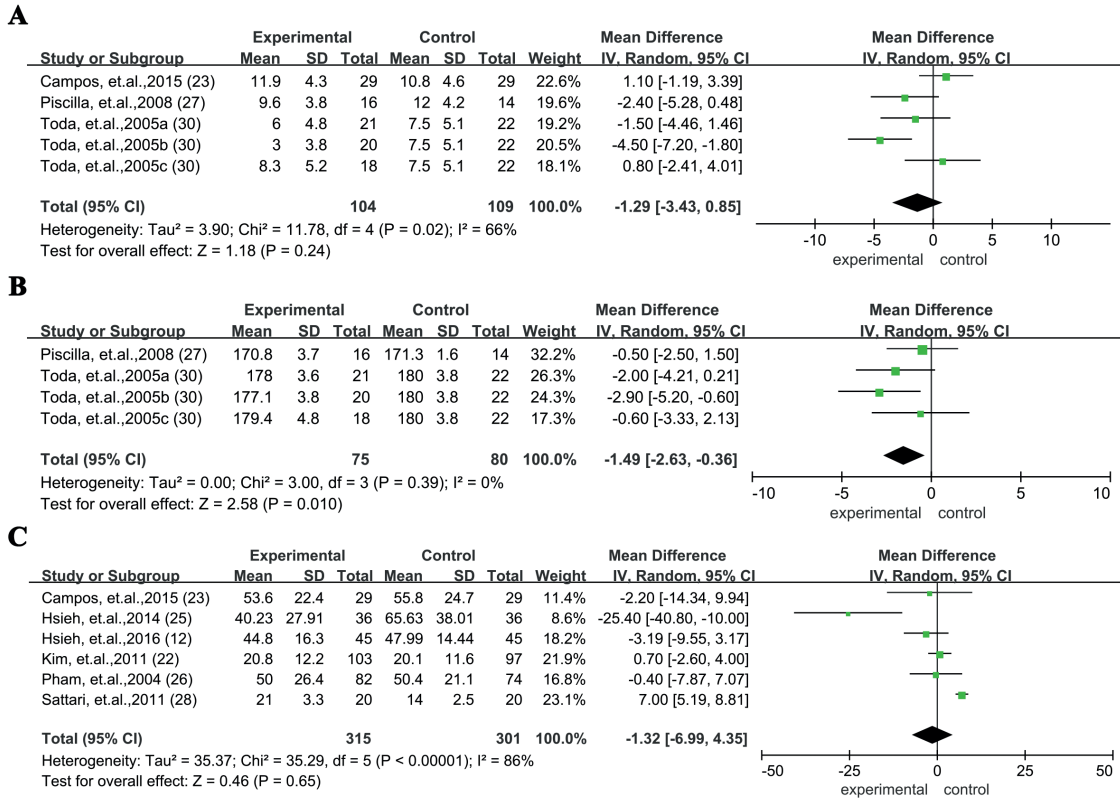 A
Experimental Control Mean Difference Mean Difference
Study or Subgroup Mean SD Total Mean SD Total Weight IV, Random, 95% CI IV, Random, 95% CI
Campos, et.al.,2015 (23) 11.9 4.3 29 10.8 4.6 29 22.6% 1.10 [-1.19, 3.39]
Piscilla, et.al.,2008 (27) 9.6 3.8 16 12 4.2 14 19.6% -2.40 [-5.28, 0.48]
Toda, et.al.,2005a (30) 6 4.8 21 7.5 5.1 22 19.2% -1.50 [-4.46, 1.46]
Toda, et.al.,2005b (30) 3 3.8 20 7.5 5.1 22 20.5% -4.50 [-7.20, -1.80]
Toda, et.al.,2005c (30) 8.3 5.2 18 7.5 5.1 22 18.1% 0.80 [-2.41, 4.01]
Total (95% CI) 104 109 100.0% -1.29 [-3.43, 0.85]
Heterogeneity: Tau² = 3.90; Chi² = 11.78, df = 4 (P = 0.02); I² = 66%
Test for overall effect: Z = 1.18 (P = 0.24)
-10 -5 0 5 10
experimental control
B
Experimental Control Mean Difference Mean Difference
Study or Subgroup Mean SD Total Mean SD Total Weight IV, Random, 95% CI IV, Random, 95% CI
Piscilla, et.al.,2008 (27) 170.8 3.7 16 171.3 1.6 14 32.2% -0.50 [-2.50, 1.50]
Toda, et.al.,2005a (30) 178 3.6 21 180 3.8 22 26.3% -2.00 [-4.21, 0.21]
Toda, et.al.,2005b (30) 177.1 3.8 20 180 3.8 22 24.3% -2.90 [-5.20, -0.60]
Toda, et.al.,2005c (30) 179.4 4.8 18 180 3.8 22 17.3% -0.60 [-3.33, 2.13]
Total (95% CI) 75 80 100.0% -1.49 [-2.63, -0.36]
Heterogeneity: Tau² = 0.00; Chi² = 3.00, df = 3 (P = 0.39); I² = 0%
Test for overall effect: Z = 2.58 (P = 0.010)
-10 -5 0 5 10
experimental control
C
Experimental Control Mean Difference Mean Difference
Study or Subgroup Mean SD Total Mean SD Total Weight IV, Random, 95% CI IV, Random, 95% CI
Campos, et.al.,2015 (23) 53.6 22.4 29 55.8 24.7 29 11.4% -2.20 [-14.34, 9.94]
Hsieh, et.al.,2014 (25) 40.23 27.91 36 65.63 38.01 36 8.6% -25.40 [-40.80, -10.00]
Hsieh, et.al.,2016 (12) 44.8 16.3 45 47.99 14.44 45 18.2% -3.19 [-9.55, 3.17]
Kim, et.al.,2011 (22) 20.8 12.2 103 20.1 11.6 97 21.9% 0.70 [-2.60, 4.00]
Pham, et.al.,2004 (26) 50 26.4 82 50.4 21.1 74 16.8% -0.40 [-7.87, 7.07]
Sattari, et.al.,2011 (28) 21 3.3 20 14 2.5 20 23.1% 7.00 [5.19, 8.81]
Total (95% CI) 315 301 100.0% -1.32 [-6.99, 4.35]
Heterogeneity: Tau² = 35.37; Chi² = 35.29, df = 5 (P < 0.00001); I² = 86%
Test for overall effect: Z = 0.46 (P = 0.65)
-50 -25 0 25 50
experimental control